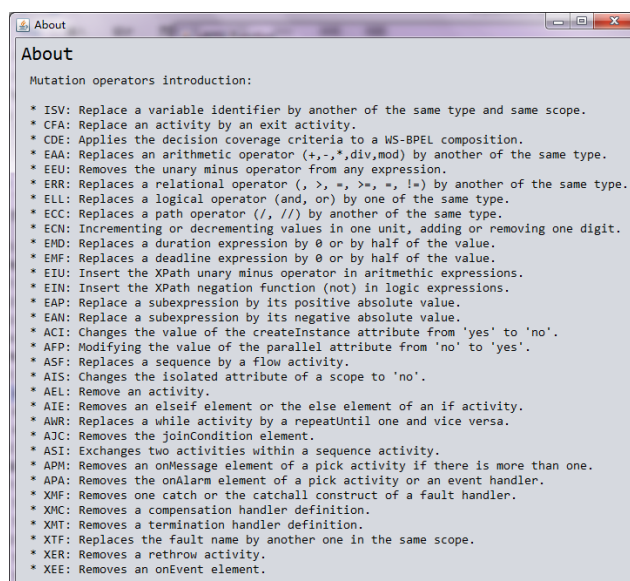 About
About
Mutation operators introduction:
* ISV: Replace a variable identifier by another of the same type and same scope.
* CFA: Replace an activity by an exit activity.
* CDE: Applies the decision coverage criteria to a WS-BPEL composition.
* EAA: Replaces an arithmetic operator (+,-,*,div,mod) by another of the same type.
* EEU: Removes the unary minus operator from any expression.
* ERR: Replaces a relational operator (, >, =, >=, =, !=) by another of the same type.
* ELL: Replaces a logical operator (and, or) by one of the same type.
* ECC: Replaces a path operator (/, //) by another of the same type.
* ECN: Incrementing or decrementing values in one unit, adding or removing one digit.
* EMD: Replaces a duration expression by 0 or by half of the value.
* EMF: Replaces a deadline expression by 0 or by half of the value.
* EIU: Insert the XPath unary minus operator in aritmethic expressions.
* EIN: Insert the XPath negation function (not) in logic expressions.
* EAP: Replace a subexpression by its positive absolute value.
* EAN: Replace a subexpression by its negative absolute value.
* ACI: Changes the value of the createInstance attribute from 'yes' to 'no'.
* AFP: Modifying the value of the parallel attribute from 'no' to 'yes'.
* ASF: Replaces a sequence by a flow activity.
* AIS: Changes the isolated attribute of a scope to 'no'.
* AEL: Remove an activity.
* AIE: Removes an elseif element or the else element of an if activity.
* AWR: Replaces a while activity by a repeatUntil one and vice versa.
* AJC: Removes the joinCondition element.
* ASI: Exchanges two activities within a sequence activity.
* APM: Removes an onMessage element of a pick activity if there is more than one.
* APA: Removes the onAlarm element of a pick activity or an event handler.
* XMF: Removes one catch or the catchall construct of a fault handler.
* XMC: Removes a compensation handler definition.
* XMT: Removes a termination handler definition.
* XTF: Replaces the fault name by another one in the same scope.
* XER: Removes a rethrow activity.
* XEE: Removes an onEvent element.